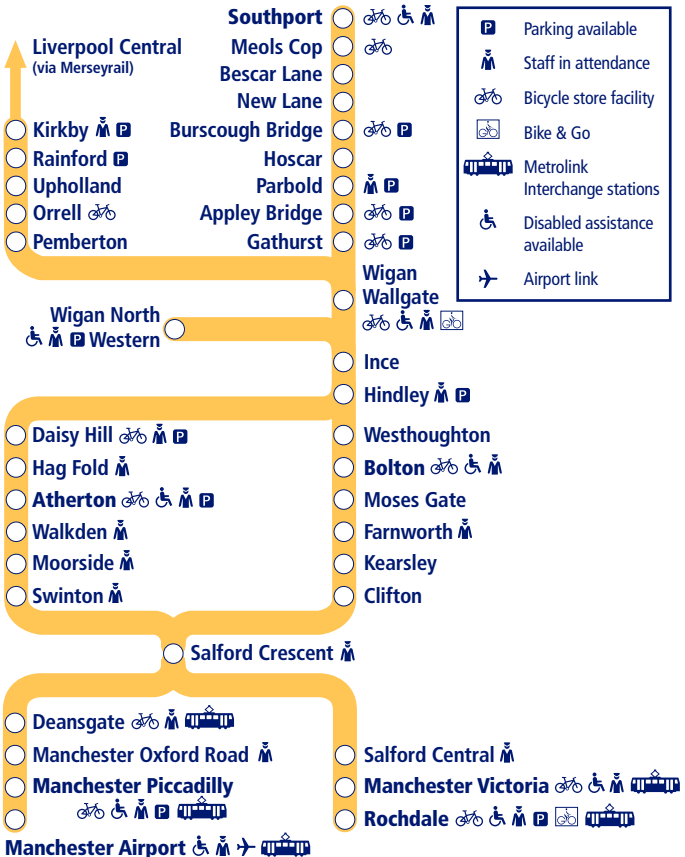 Southport
Meols Cop
Bescar Lane
New Lane
Burscough Bridge
Hoscar
Parbold
Appley Bridge
Gathurst
Liverpool Central
(via Merseyrail)
Kirkby P
Rainford P
Upholland
Orrell
Pemberton
P
P
P
P
P Parking available
Staff in attendance
Bicycle store facility
Bike & Go
Metrolink
Interchange stations
Disabled assistance
available
Airport link
Wigan
Wallgate
Wigan North
P Western
Ince
Hindley P
Daisy Hill P
Hag Fold
Atherton P
Walkden
Moorside
Swinton
Westhoughton
Bolton
Moses Gate
Farnworth
Kearsley
Clifton
Salford Crescent
Deansgate
Manchester Oxford Road
Manchester Piccadilly
P
Manchester Airport
Salford Central
Manchester Victoria
Rochdale P